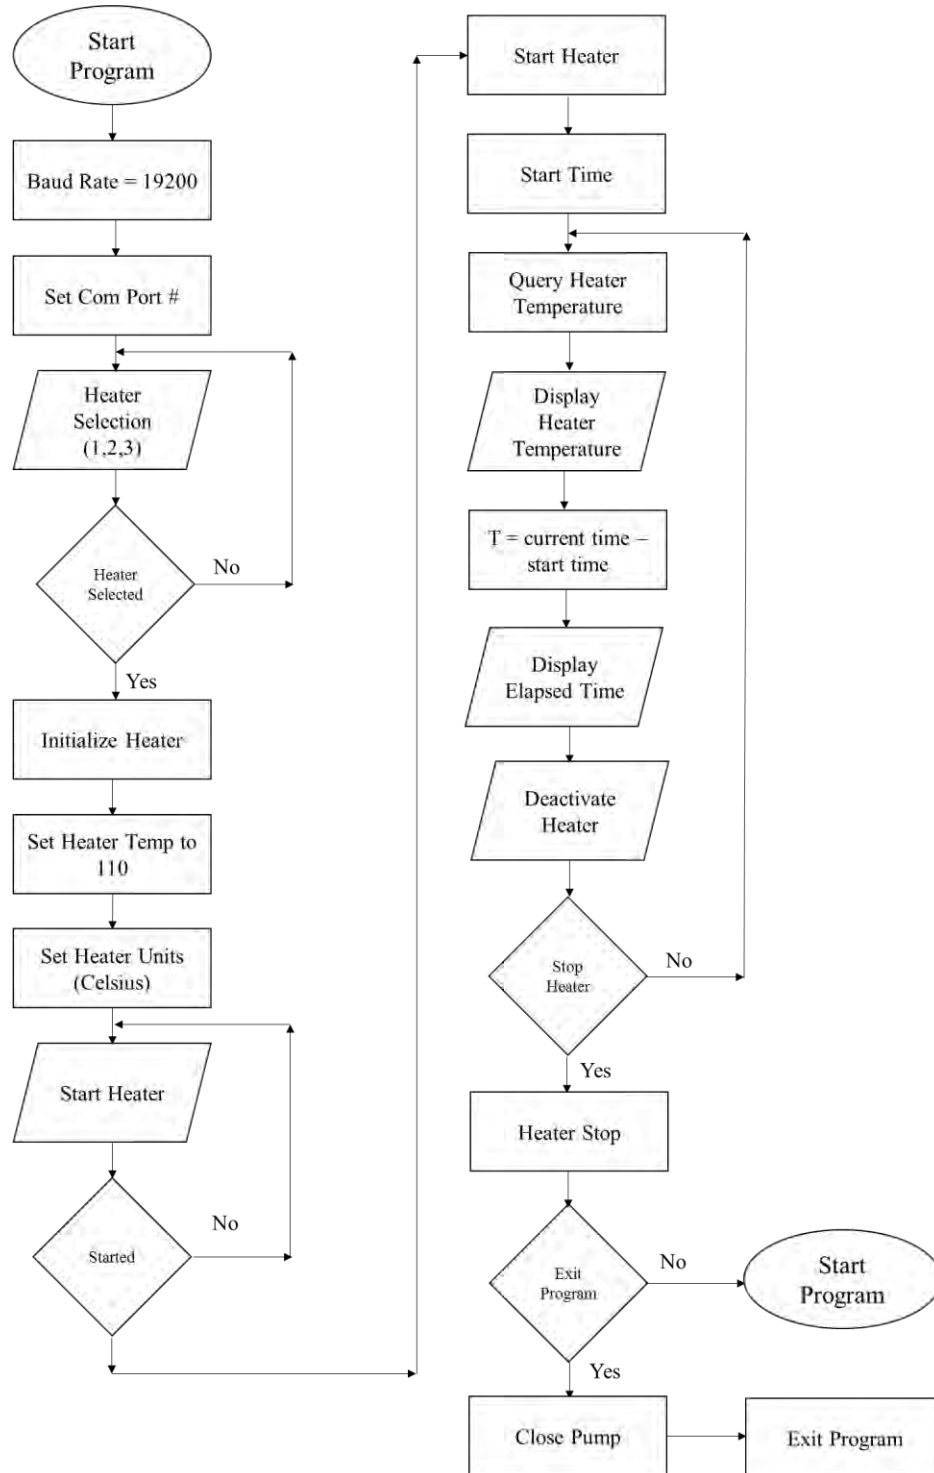 Start
Program
Baud Rate = 19200
Set Com Port #
Heater
Selection
(1,2,3)
Heater
Selected
No
Yes
Initialize Heater
Set Heater Temp to
110
Set Heater Units
(Celsius)
Start Heater
Started
No
Start Heater
Start Time
Query Heater
Temperature
Display
Heater
Temperature
T = current time –
start time
Display
Elapsed Time
Deactivate
Heater
Stop
Heater
No
Yes
Heater Stop
Exit
Program
No
Start
Program
Yes
Close Pump
Exit Program